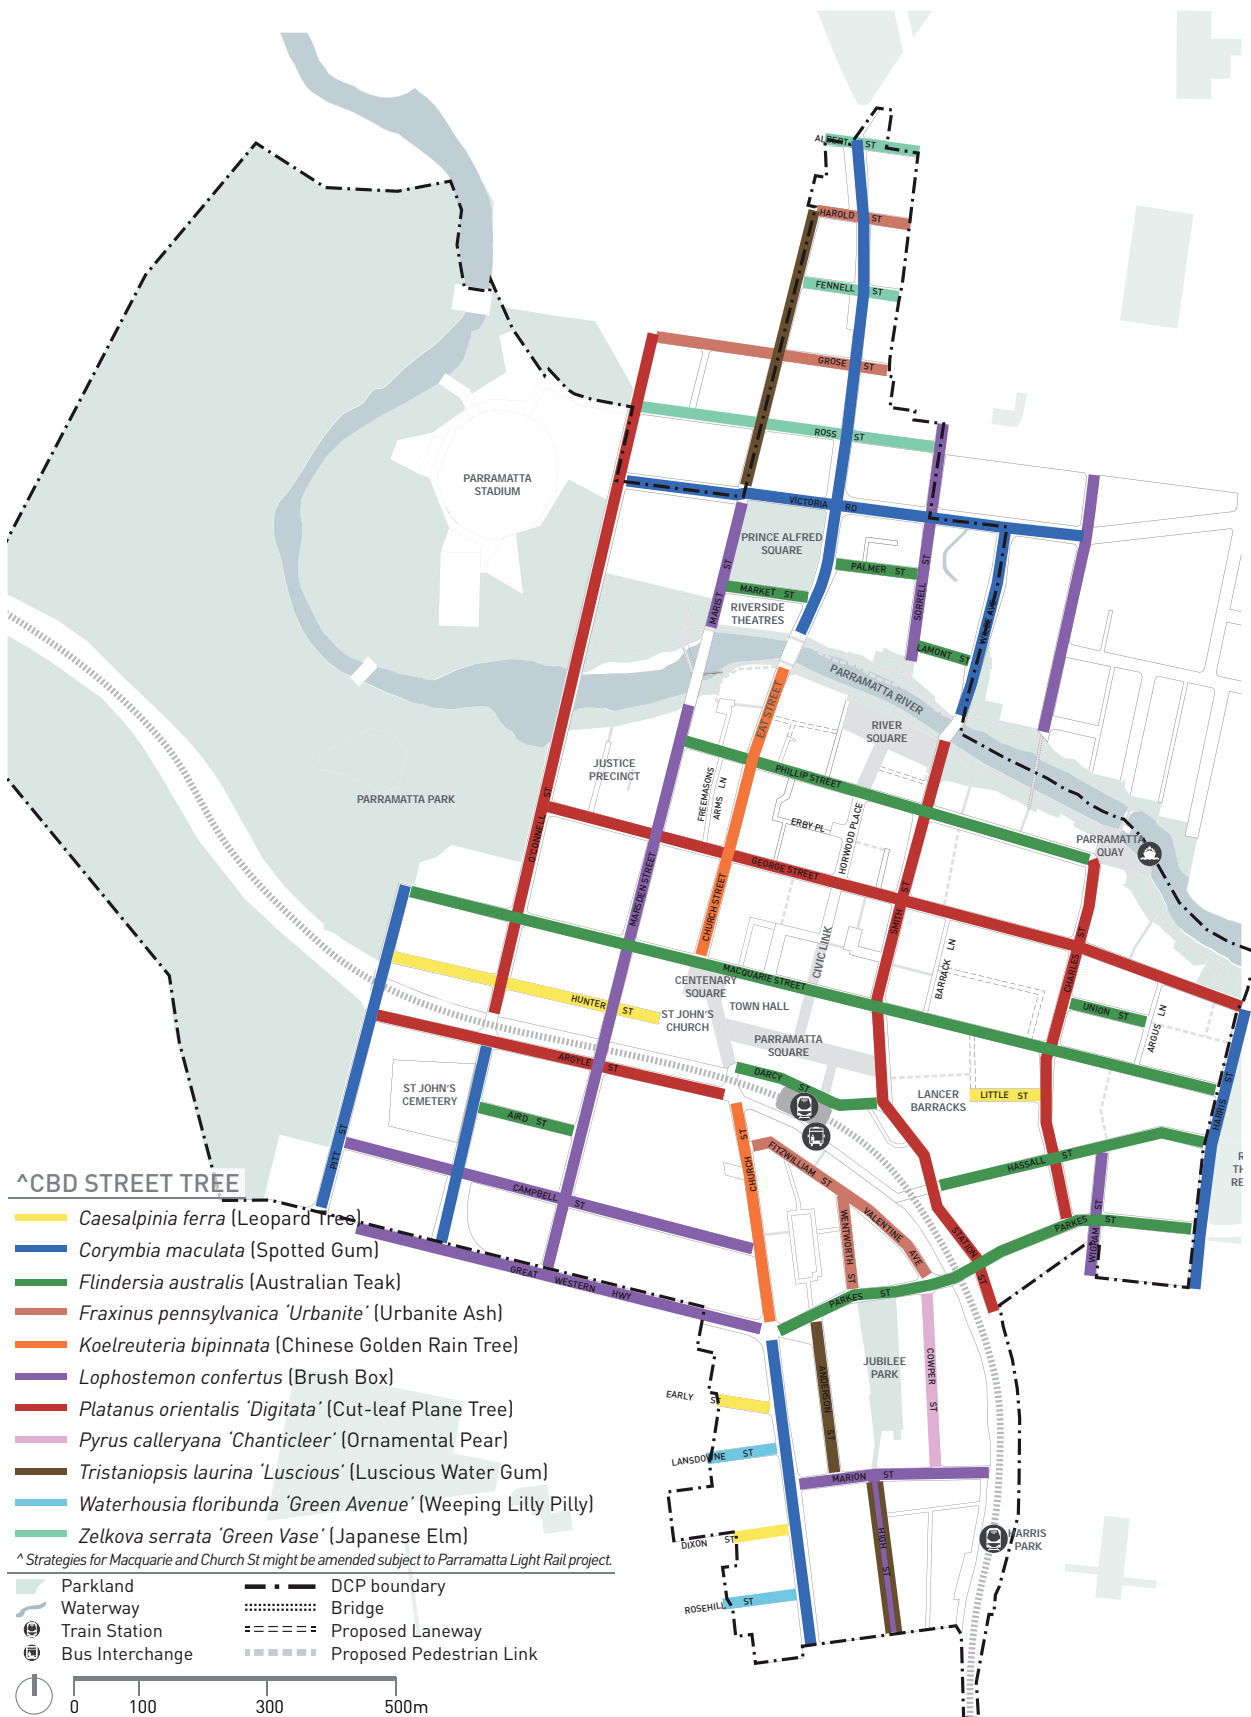 ALBERT ST
HAROLD ST
FENNELL ST
GROSE ST
ROSS ST
VICTORIA RD
PARRAMATTA
STADIUM
PRINCE ALFRED
SQUARE
PALMER ST
MARKET ST
MARIST ST
SORRELL ST
RIVERSIDE
THEATRES
LAMONT ST
PARRAMATTA RIVER
EAT STREET
RIVER
SQUARE
JUSTICE
PRECINCT
PHILLIP STREET
FREEMASONS
ARMS LN
PARRAMATTA PARK
O'CONNELL ST
ERBY PL
HORWOOD PLACE
PARRAMATTA
QUAY
GEORGE STREET
MARSDEN STREET
CHURCH STREET
SMITH ST
CIVIC LINK
BARRACK LN
CHARLES ST
MACQUARIE STREET
CENTENARY
SQUARE
TOWN HALL
HUNTER ST
ST JOHN'S
CHURCH
UNION ST
ARGUS LN
PARRAMATTA
SQUARE
ARGYLE ST
DARCY ST
ST JOHN'S
CEMETERY
LANCER
BARRACKS
LITTLE ST
HARRIS ST
AIRD ST
PITT ST
CHURCH ST
FITZWILLIAM ST
HASSALL ST
R
TH
RE
CAMPBELL ST
WENTWORTH ST
VALENTINE AVE
STATION ST
PARKES ST
WIGRAM ST
GREAT WESTERN HWY
PARKES ST
JUBILEE
PARK
COWPER ST
ANDERSON ST
EARLY ST
LANSDOWNE ST
MARION ST
HIGH ST
DIXON ST
HARRIS
PARK
ROSEHILL ST
^CBD STREET TREE
Caesalpinia ferra (Leopard Tree)
Corymbia maculata (Spotted Gum)
Flindersia australis (Australian Teak)
Fraxinus pennsylvanica ‘Urbanite’ (Urbanite Ash)
Koelreuteria bipinnata (Chinese Golden Rain Tree)
Lophostemon confertus (Brush Box)
Platanus orientalis ‘Digitata’ (Cut-leaf Plane Tree)
Pyrus calleryana ‘Chanticleer’ (Ornamental Pear)
Tristaniopsis laurina ‘Luscious’ (Luscious Water Gum)
Waterhousia floribunda ‘Green Avenue’ (Weeping Lilly Pilly)
Zelkova serrata ‘Green Vase’ (Japanese Elm)
^ Strategies for Macquarie and Church St might be amended subject to Parramatta Light Rail project.
Parkland
Waterway
Train Station
Bus Interchange
DCP boundary
Bridge
Proposed Laneway
Proposed Pedestrian Link
0 100 300 500m